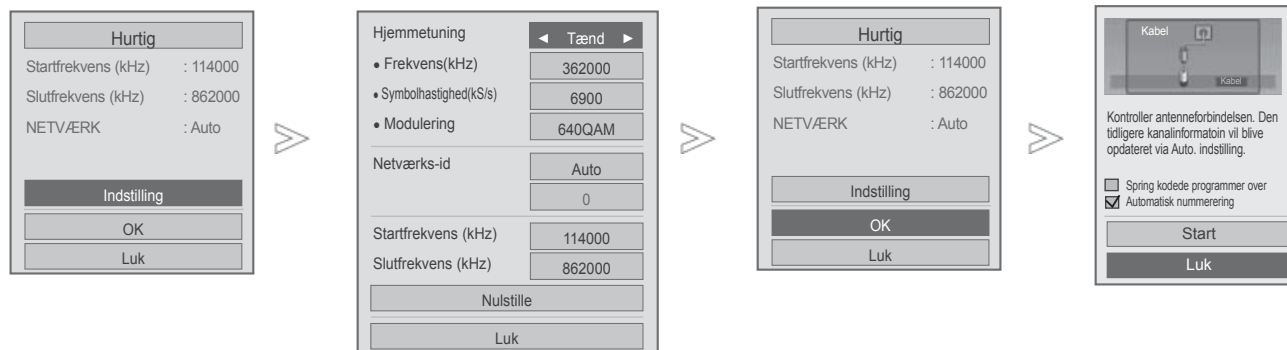 Hurtig
Startfrekvens (kHz) : 114000
Slutfrekvens (kHz) : 862000
NETVÆRK : Auto
Indstilling
OK
Luk
Hjemmetuning ◄ Tænd ►
• Frekvens(kHz) 362000
• Symbolhastighed(kS/s) 6900
• Modulering 640QAM
Netværks-id Auto
0
Startfrekvens (kHz) 114000
Slutfrekvens (kHz) 862000
Nulstille
Luk
Hurtig
Startfrekvens (kHz) : 114000
Slutfrekvens (kHz) : 862000
NETVÆRK : Auto
Indstilling
OK
Luk
Kabel
Kabel
Kontroller antenneforbindelsen. Den
tidligere kanalinformatoin vil blive
opdateret via Auto. indstilling.
Spring kodede programmer over
Automatisk nummerering
Start
Luk